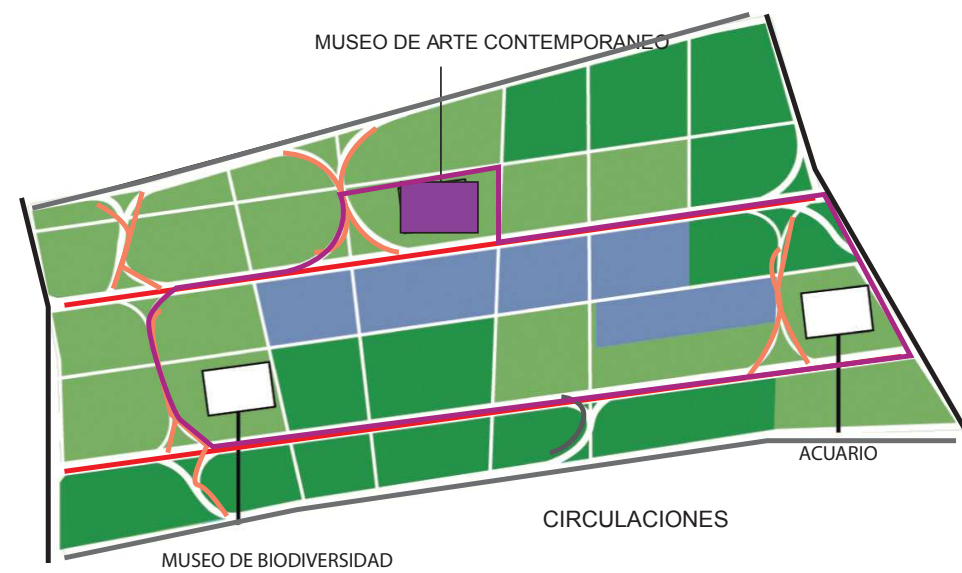 MUSEO DE ARTE CONTEMPORANEO
ACUARIO
CIRCULACIONES
MUSEO DE BIODIVERSIDAD